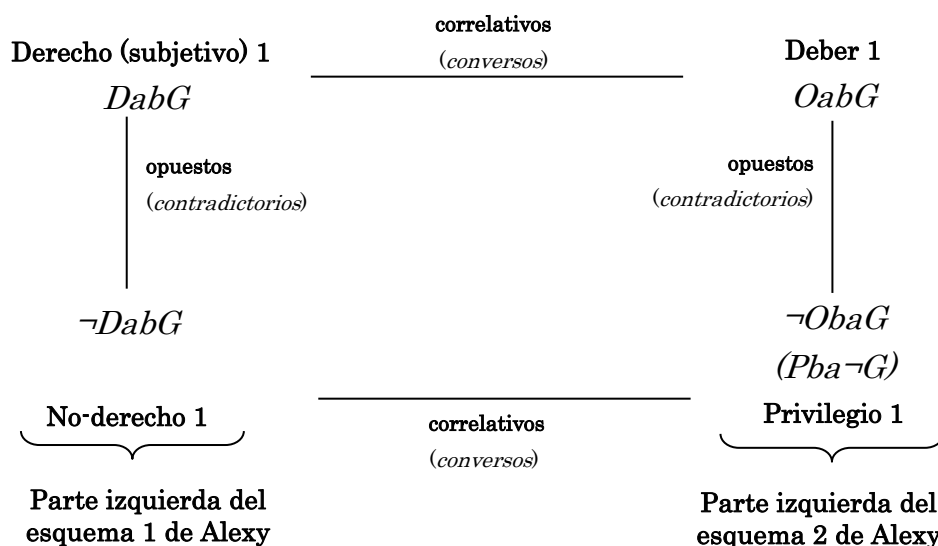 correlativos
Derecho (subjetivo) 1
(conversos)
Deber 1
DabG
OabG
opuestos
(contradictorios)
opuestos
(contradictorios)
¬DabG
¬ObaG
(Pba¬G)
No-derecho 1
correlativos
(conversos)
Privilegio 1
Parte izquierda del
esquema 1 de Alexy
Parte izquierda del
esquema 2 de Alexy